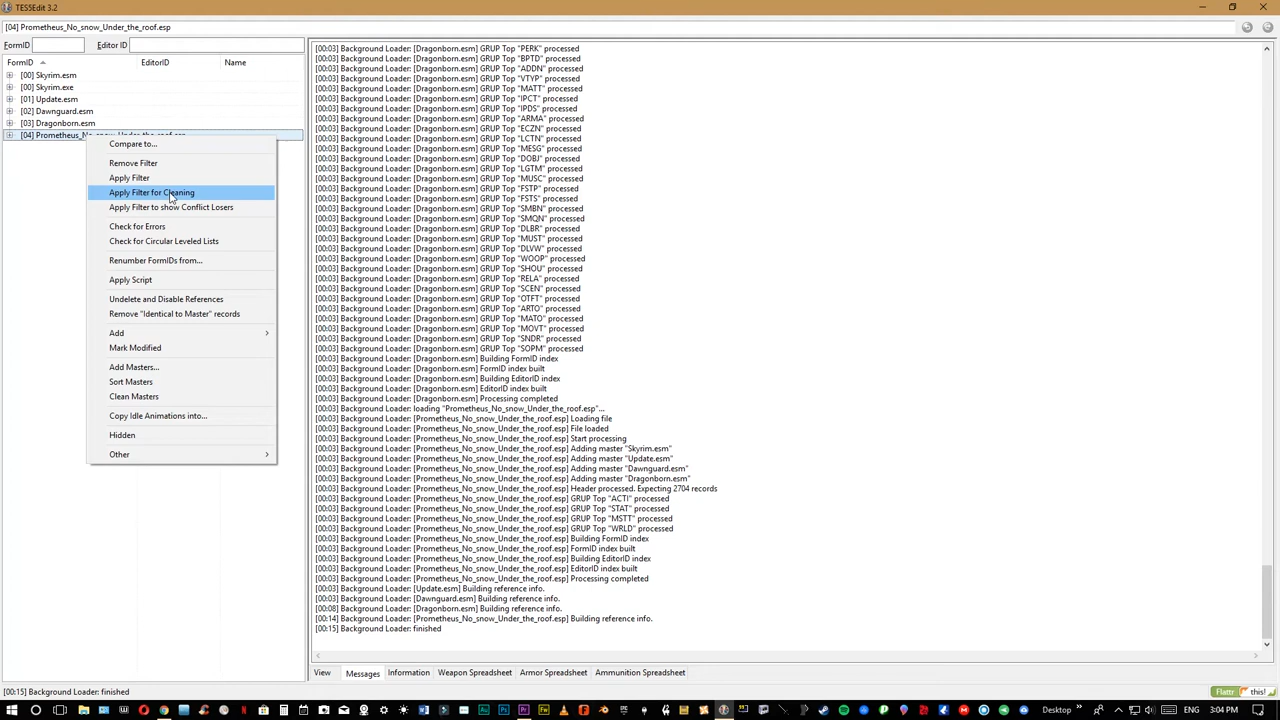 TES5Edit 3.2
[04] Prometheus_No_snow_Under_the_roof.esp
FormID
Editor ID
FormID
EditorID
Name
[00] Skyrim.esm
[00] Skyrim.exe
[01] Update.esm
[02] Dawnguard.esm
[03] Dragonborn.esm
[04] Prometheus_No_snow_Under_the_roof.esp
Compare to...
Remove Filter
Apply Filter
Apply Filter for Cleaning
Apply Filter to show Conflict Losers
Check for Errors
Check for Circular Leveled Lists
Renumber FormIDs from...
Apply Script
Undelete and Disable References
Remove "Identical to Master" records
Add
Mark Modified
Add Masters...
Sort Masters
Clean Masters
Copy Idle Animations into...
Hidden
Other
[00:03] Background Loader: [Dragonborn.esm] GRUP Top "PERK" processed
[00:03] Background Loader: [Dragonborn.esm] GRUP Top "BPTD" processed
[00:03] Background Loader: [Dragonborn.esm] GRUP Top "ADDN" processed
[00:03] Background Loader: [Dragonborn.esm] GRUP Top "VTYP" processed
[00:03] Background Loader: [Dragonborn.esm] GRUP Top "MATT" processed
[00:03] Background Loader: [Dragonborn.esm] GRUP Top "IPCT" processed
[00:03] Background Loader: [Dragonborn.esm] GRUP Top "IPDS" processed
[00:03] Background Loader: [Dragonborn.esm] GRUP Top "ARMA" processed
[00:03] Background Loader: [Dragonborn.esm] GRUP Top "ECZN" processed
[00:03] Background Loader: [Dragonborn.esm] GRUP Top "LCTN" processed
[00:03] Background Loader: [Dragonborn.esm] GRUP Top "MESG" processed
[00:03] Background Loader: [Dragonborn.esm] GRUP Top "DOBJ" processed
[00:03] Background Loader: [Dragonborn.esm] GRUP Top "LGTM" processed
[00:03] Background Loader: [Dragonborn.esm] GRUP Top "MUSC" processed
[00:03] Background Loader: [Dragonborn.esm] GRUP Top "FSTP" processed
[00:03] Background Loader: [Dragonborn.esm] GRUP Top "FSTS" processed
[00:03] Background Loader: [Dragonborn.esm] GRUP Top "SMBN" processed
[00:03] Background Loader: [Dragonborn.esm] GRUP Top "SMQN" processed
[00:03] Background Loader: [Dragonborn.esm] GRUP Top "DLBR" processed
[00:03] Background Loader: [Dragonborn.esm] GRUP Top "MUST" processed
[00:03] Background Loader: [Dragonborn.esm] GRUP Top "DLVW" processed
[00:03] Background Loader: [Dragonborn.esm] GRUP Top "WOOP" processed
[00:03] Background Loader: [Dragonborn.esm] GRUP Top "SHOU" processed
[00:03] Background Loader: [Dragonborn.esm] GRUP Top "RELA" processed
[00:03] Background Loader: [Dragonborn.esm] GRUP Top "SCEN" processed
[00:03] Background Loader: [Dragonborn.esm] GRUP Top "OTFT" processed
[00:03] Background Loader: [Dragonborn.esm] GRUP Top "ARTO" processed
[00:03] Background Loader: [Dragonborn.esm] GRUP Top "MATO" processed
[00:03] Background Loader: [Dragonborn.esm] GRUP Top "MOVT" processed
[00:03] Background Loader: [Dragonborn.esm] GRUP Top "SNDR" processed
[00:03] Background Loader: [Dragonborn.esm] GRUP Top "SOPM" processed
[00:03] Background Loader: [Dragonborn.esm] Building FormID index
[00:03] Background Loader: [Dragonborn.esm] FormID index built
[00:03] Background Loader: [Dragonborn.esm] Building EditorID index
[00:03] Background Loader: [Dragonborn.esm] EditorID index built
[00:03] Background Loader: [Dragonborn.esm] Processing completed
[00:03] Background Loader: loading "Prometheus_No_snow_Under_the_roof.esp"...
[00:03] Background Loader: [Prometheus_No_snow_Under_the_roof.esp] Loading file
[00:03] Background Loader: [Prometheus_No_snow_Under_the_roof.esp] File loaded
[00:03] Background Loader: [Prometheus_No_snow_Under_the_roof.esp] Start processing
[00:03] Background Loader: [Prometheus_No_snow_Under_the_roof.esp] Adding master "Skyrim.esm"
[00:03] Background Loader: [Prometheus_No_snow_Under_the_roof.esp] Adding master "Update.esm"
[00:03] Background Loader: [Prometheus_No_snow_Under_the_roof.esp] Adding master "Dawnguard.esm"
[00:03] Background Loader: [Prometheus_No_snow_Under_the_roof.esp] Adding master "Dragonborn.esm"
[00:03] Background Loader: [Prometheus_No_snow_Under_the_roof.esp] Header processed. Expecting 2704 records
[00:03] Background Loader: [Prometheus_No_snow_Under_the_roof.esp] GRUP Top "ACTI" processed
[00:03] Background Loader: [Prometheus_No_snow_Under_the_roof.esp] GRUP Top "STAT" processed
[00:03] Background Loader: [Prometheus_No_snow_Under_the_roof.esp] GRUP Top "MSTT" processed
[00:03] Background Loader: [Prometheus_No_snow_Under_the_roof.esp] GRUP Top "WRLD" processed
[00:03] Background Loader: [Prometheus_No_snow_Under_the_roof.esp] Building FormID index
[00:03] Background Loader: [Prometheus_No_snow_Under_the_roof.esp] FormID index built
[00:03] Background Loader: [Prometheus_No_snow_Under_the_roof.esp] Building EditorID index
[00:03] Background Loader: [Prometheus_No_snow_Under_the_roof.esp] EditorID index built
[00:03] Background Loader: [Prometheus_No_snow_Under_the_roof.esp] Processing completed
[00:03] Background Loader: [Update.esm] Building reference info.
[00:03] Background Loader: [Dawnguard.esm] Building reference info.
[00:08] Background Loader: [Dragonborn.esm] Building reference info.
[00:14] Background Loader: [Prometheus_No_snow_Under_the_roof.esp] Building reference info.
[00:15] Background Loader: finished
View
Messages
Information
Weapon Spreadsheet
Armor Spreadsheet
Ammunition Spreadsheet
[00:15] Background Loader: finished
Flattr this!
Desktop
ENG
3:04 PM